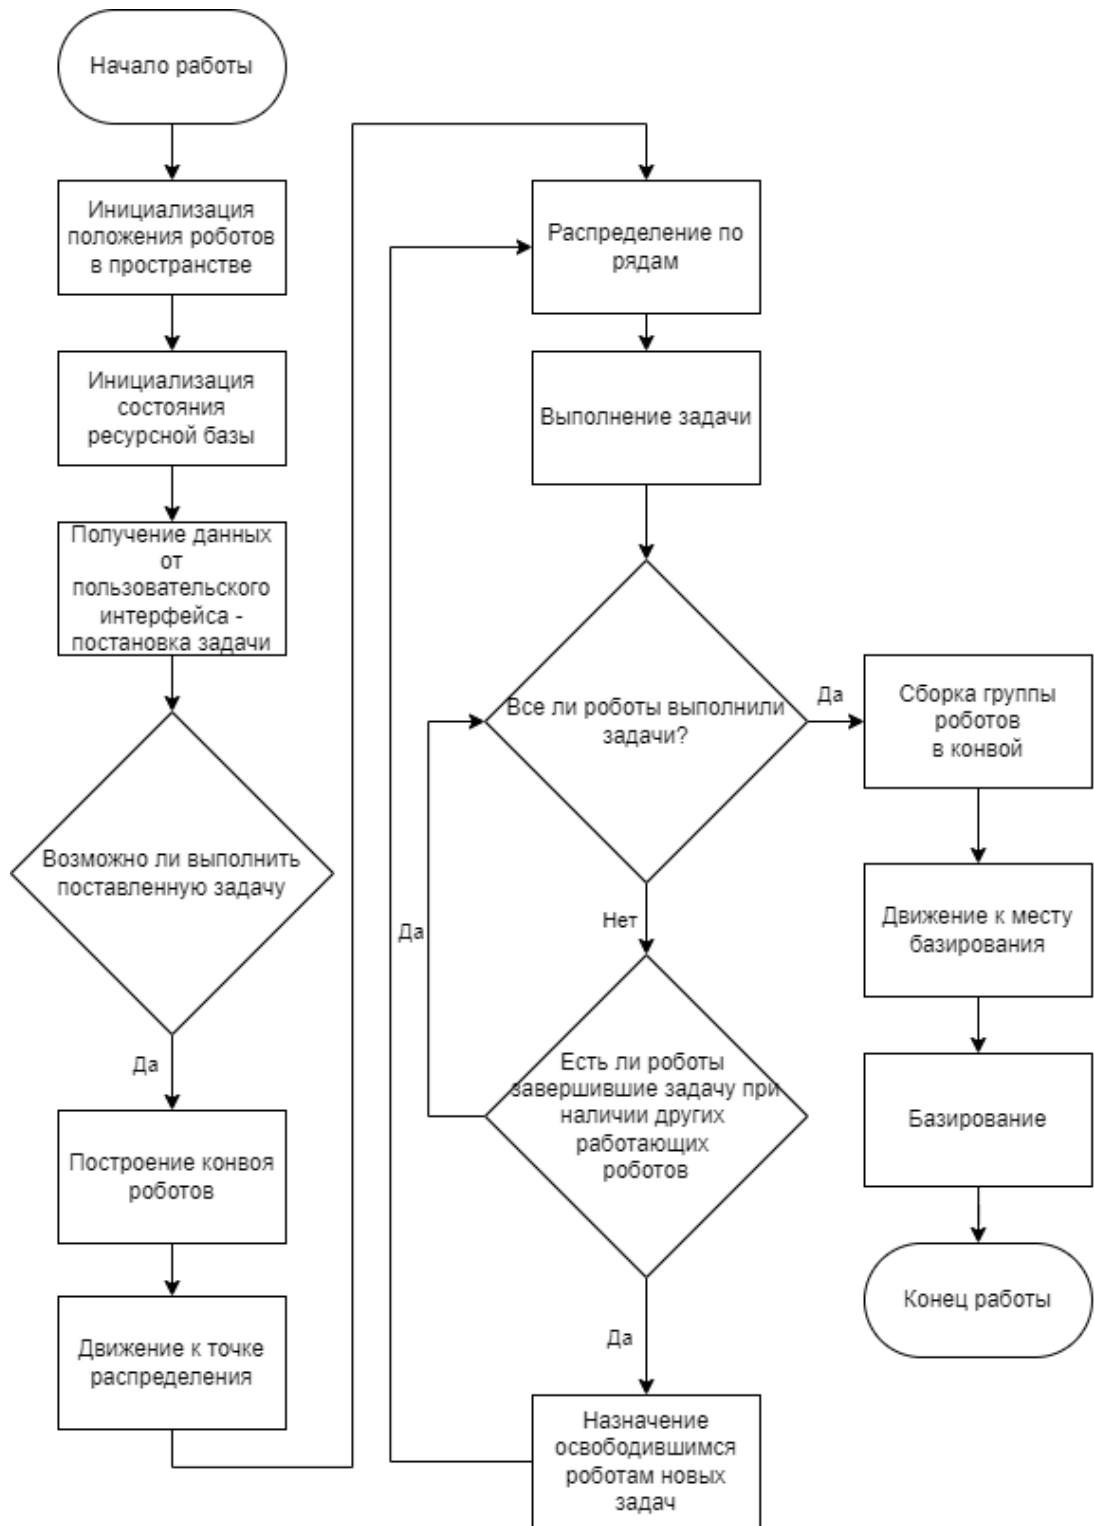 Начало работы
Инициализация
положения роботов
в пространстве
Инициализация
состояния
ресурсной базы
Получение данных
от
пользовательского
интерфейса -
постановка задачи
Возможно ли выполнить
поставленную задачу
Да
Построение конвоя
роботов
Движение к точке
распределения
Распределение по
рядам
Выполнение задачи
Все ли роботы выполнили
задачи?
Да
Нет
Да
Есть ли роботы
завершившие задачу при
наличии других
работающих
роботов
Да
Назначение
освободившимся
роботам новых
задач
Сборка группы
роботов
в конвой
Движение к месту
базирования
Базирование
Конец работы